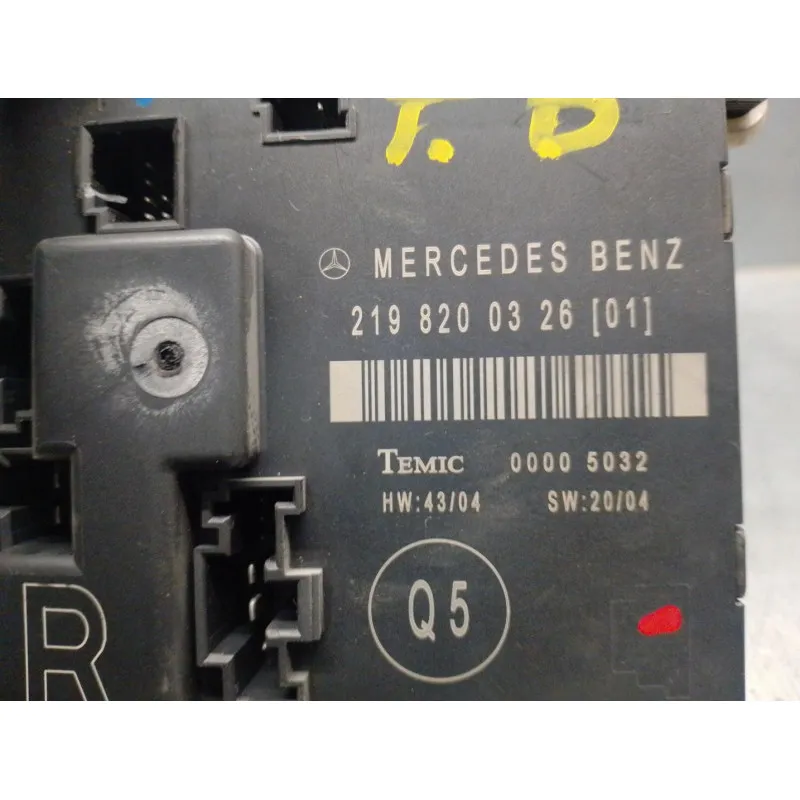 T.D
MERCEDES BENZ
219 820 03 26 [01]
TEMIC 0000 5032
HW:43/04 SW:20/04
Q5
R